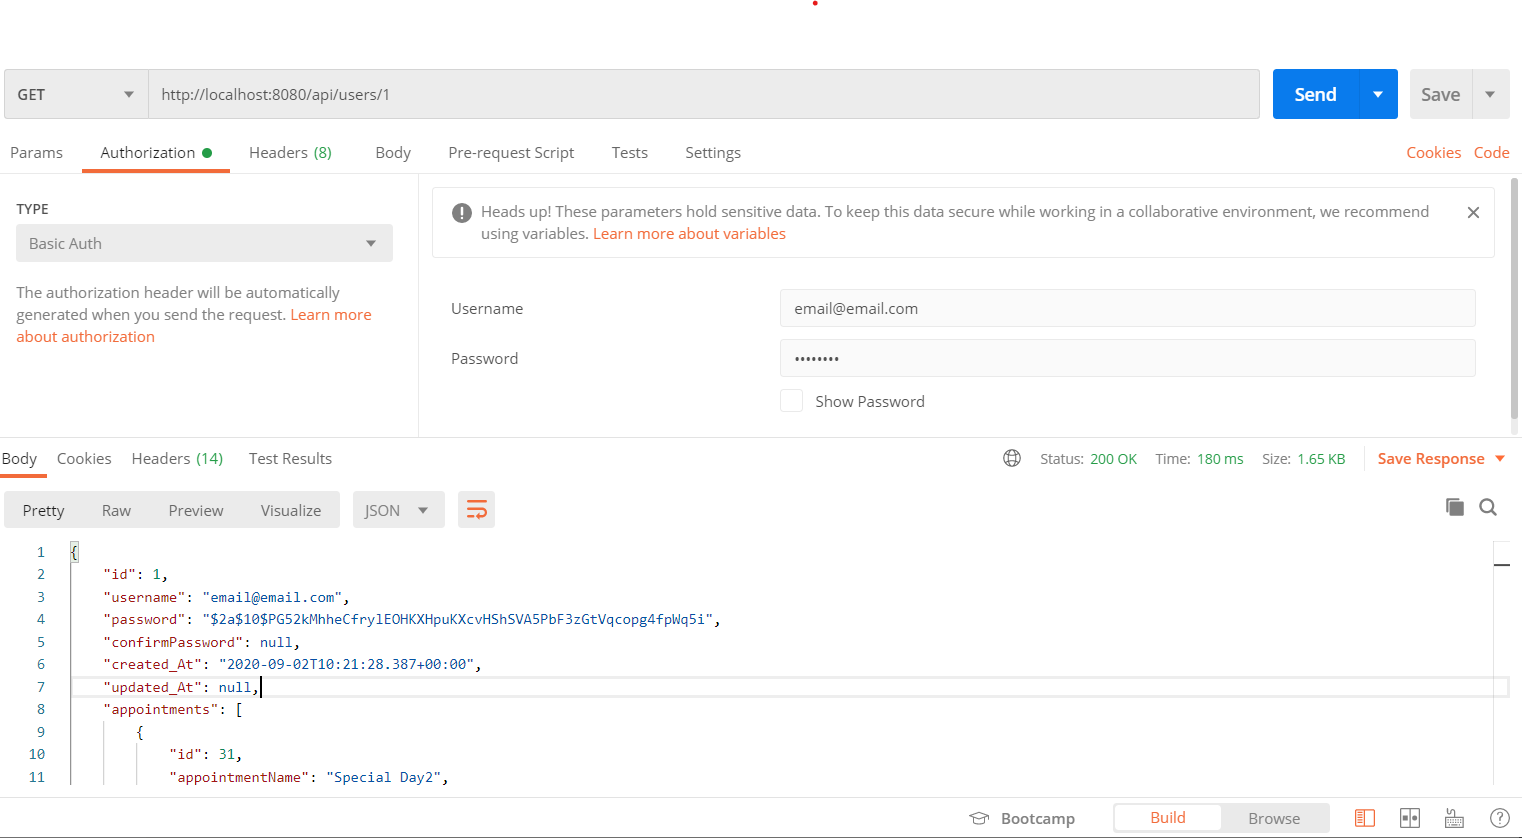 GET http://localhost:8080/api/users/1 Send Save
Params Authorization Headers (8) Body Pre-request Script Tests Settings Cookies Code
TYPE
Basic Auth
The authorization header will be automatically
generated when you send the request. Learn more
about authorization
Heads up! These parameters hold sensitive data. To keep this data secure while working in a collaborative environment, we recommend
using variables. Learn more about variables
Username email@email.com
Password ••••••••
Show Password
Body Cookies Headers (14) Test Results Status: 200 OK Time: 180 ms Size: 1.65 KB Save Response
Pretty Raw Preview Visualize JSON
1 {
2 "id": 1,
3 "username": "email@email.com",
4 "password": "$2a$10$PG52kMhheCfrylEOHKXHpuKXcvHShSVA5PbF3zGtVqcopg4fpWq5i",
5 "confirmPassword": null,
6 "created_At": "2020-09-02T10:21:28.387+00:00",
7 "updated_At": null,
8 "appointments": [
9 {
10 "id": 31,
11 "appointmentName": "Special Day2",
Bootcamp Build Browse